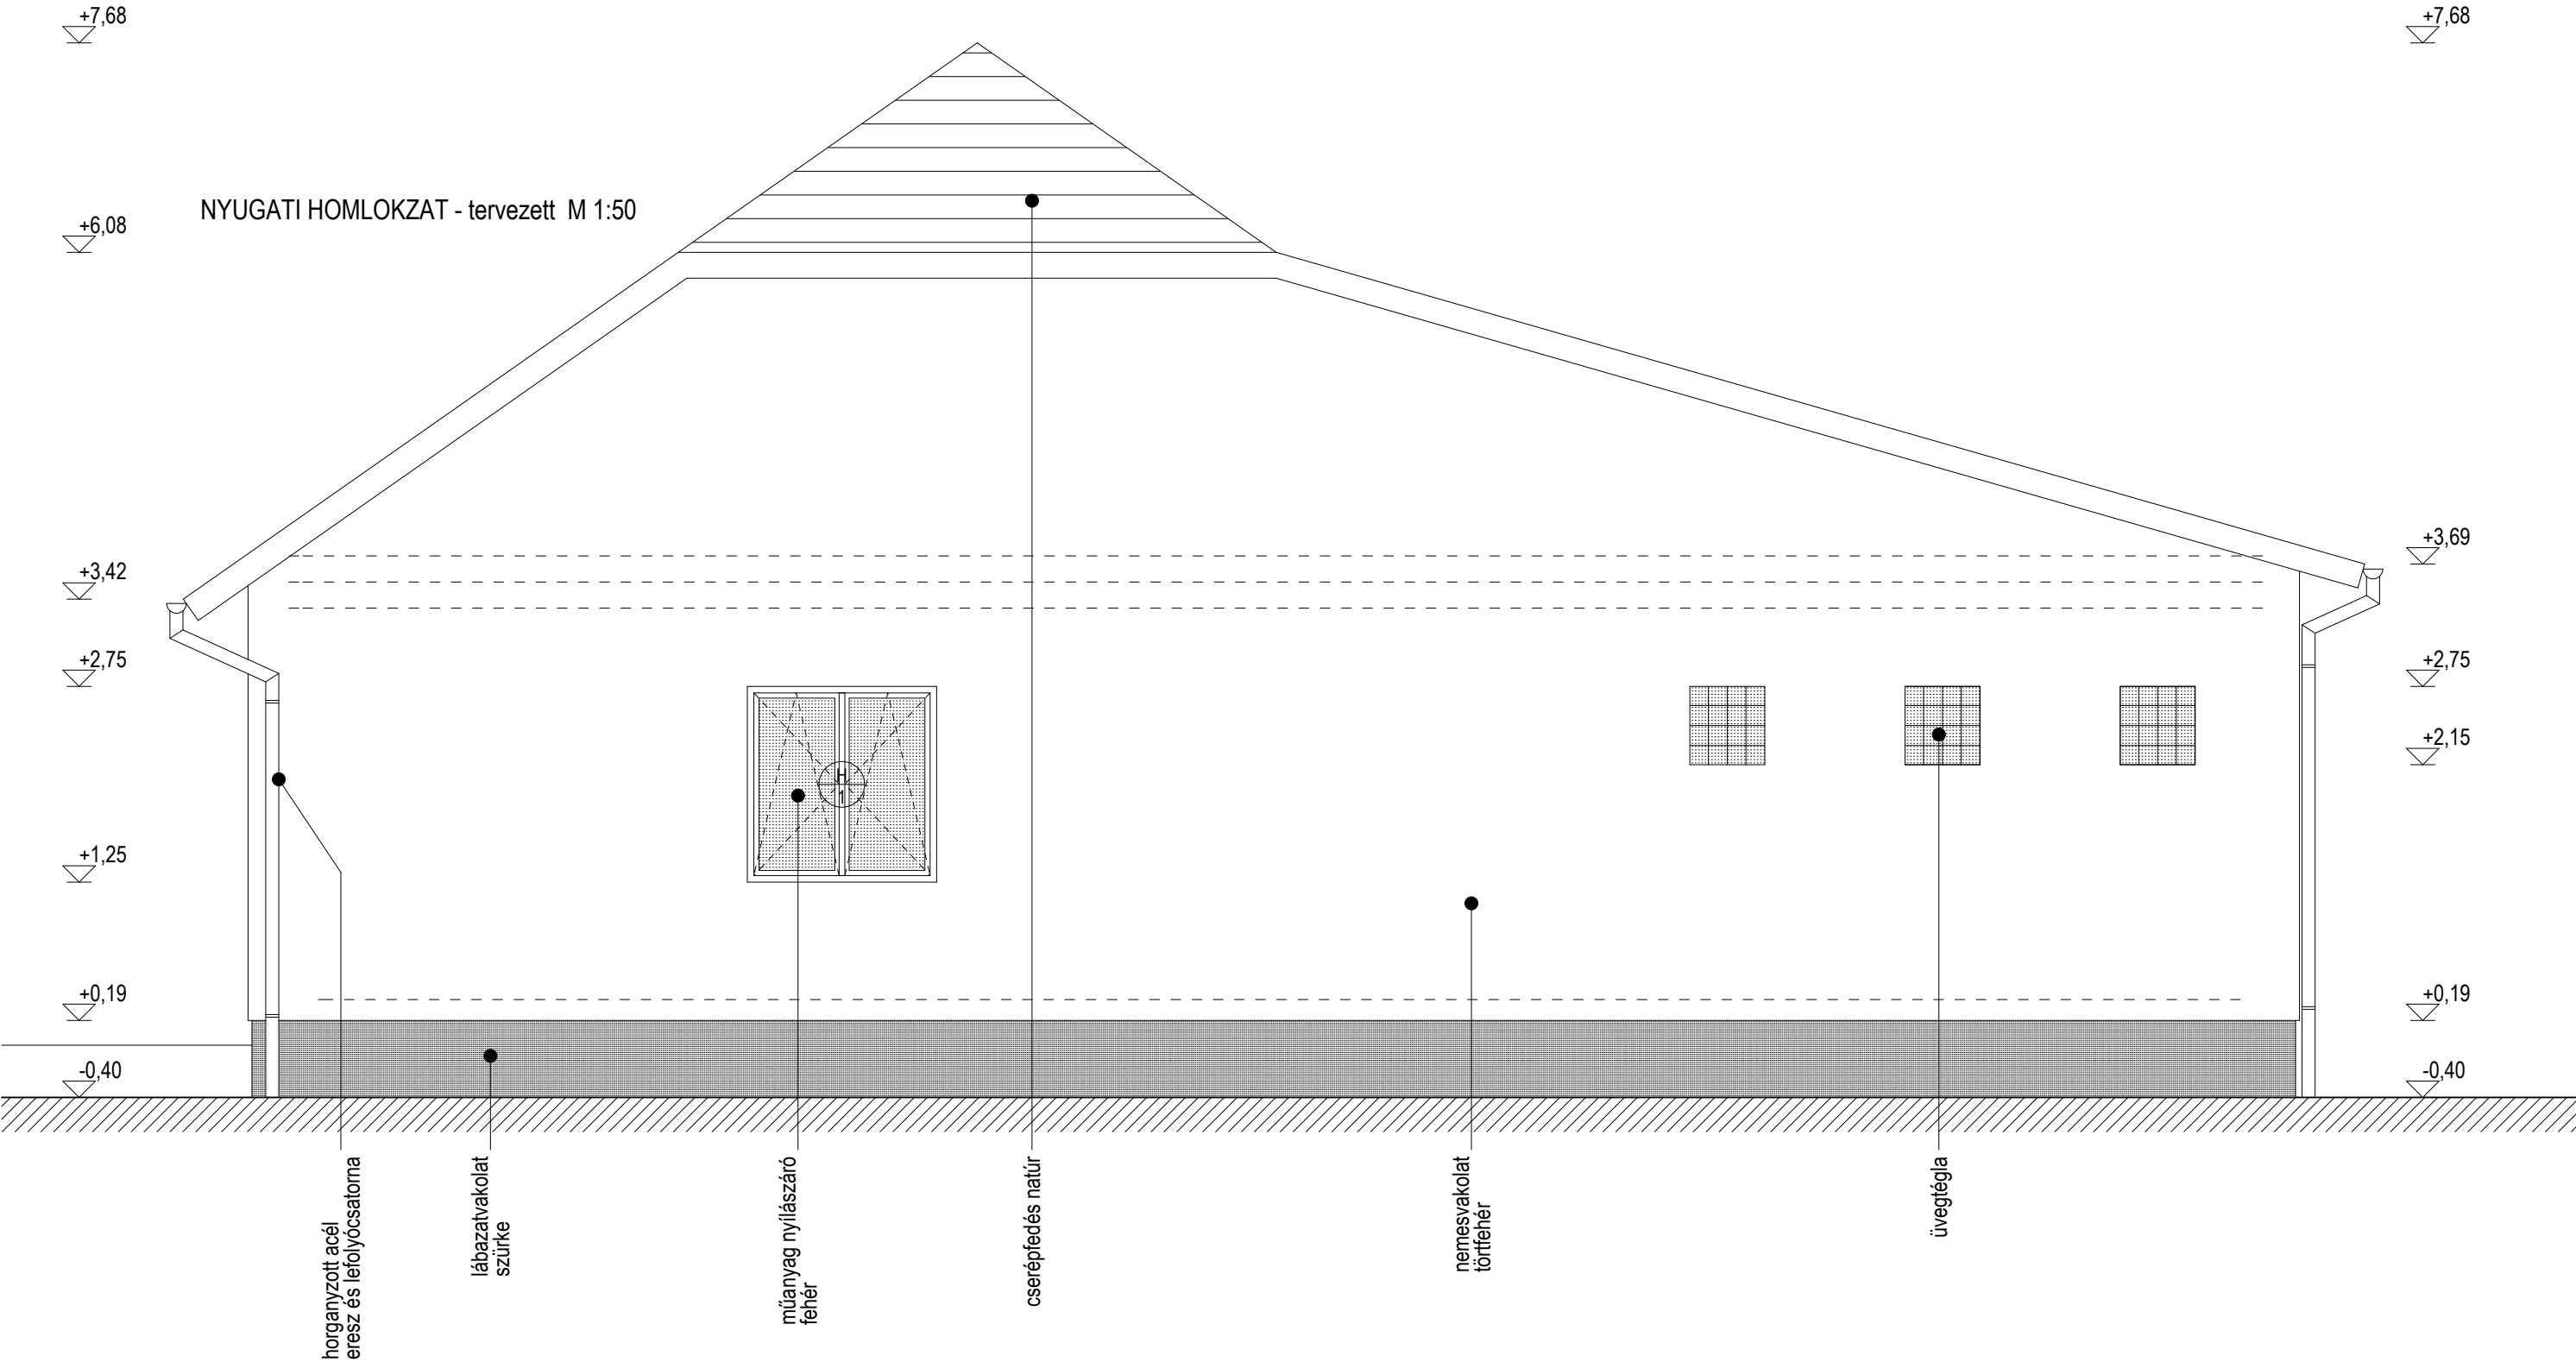 +7,68
+7,68
NYUGATI HOMLOKZAT - tervezett M 1:50
+6,08
+3,42
+3,69
+2,75
+2,75
+2,15
H
1
+1,25
+0,19
+0,19
-0,40
-0,40
horganyzott acél
eresz és lefolyócsatorna
lábazatvakolat
szürke
műanyag nyílászáró
fehér
cserépfedés natúr
nemesvakolat
törtfehér
üvegtégla